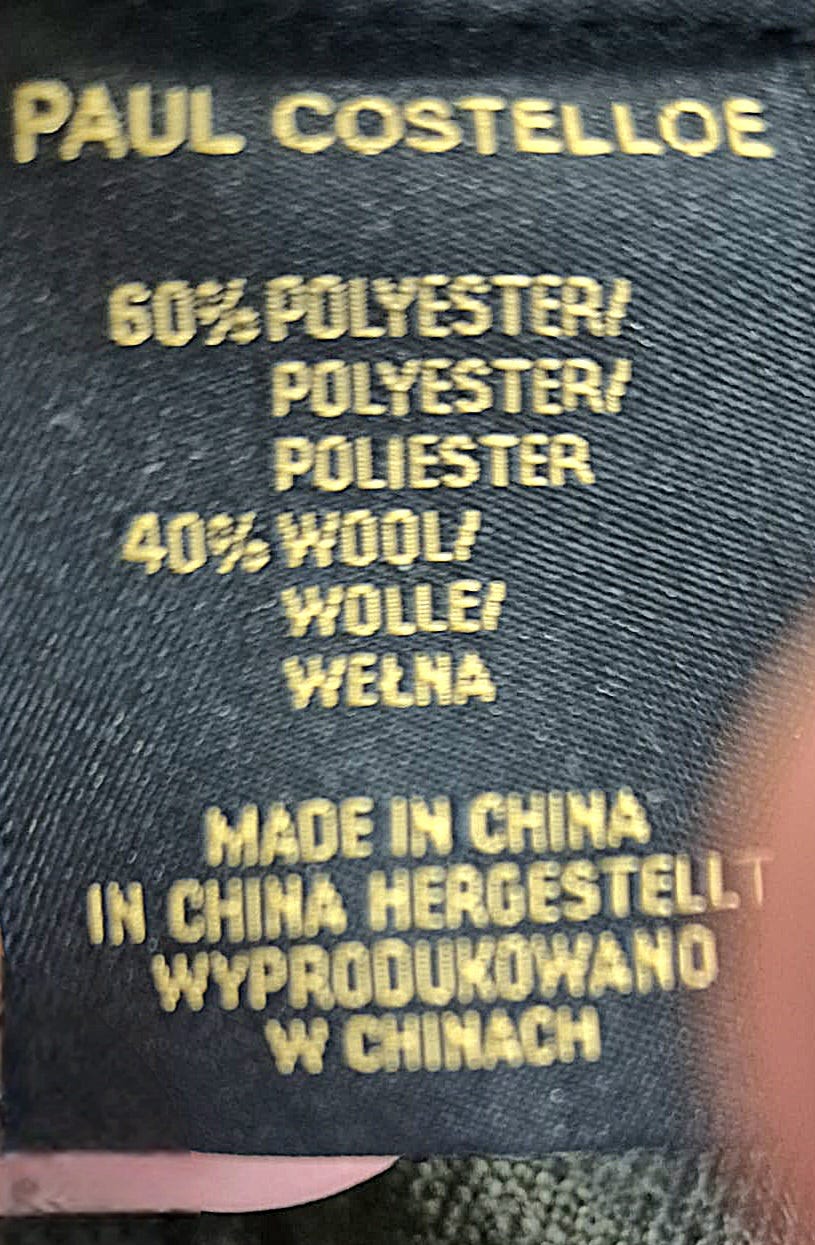 PAUL COSTELLOE
60% POLYESTER/
POLYESTER/
POLIESTER
40% WOOL/
WOLLE/
WEŁNA
MADE IN CHINA
IN CHINA HERGESTELLT
WYPRODUKOWANO
W CHINACH